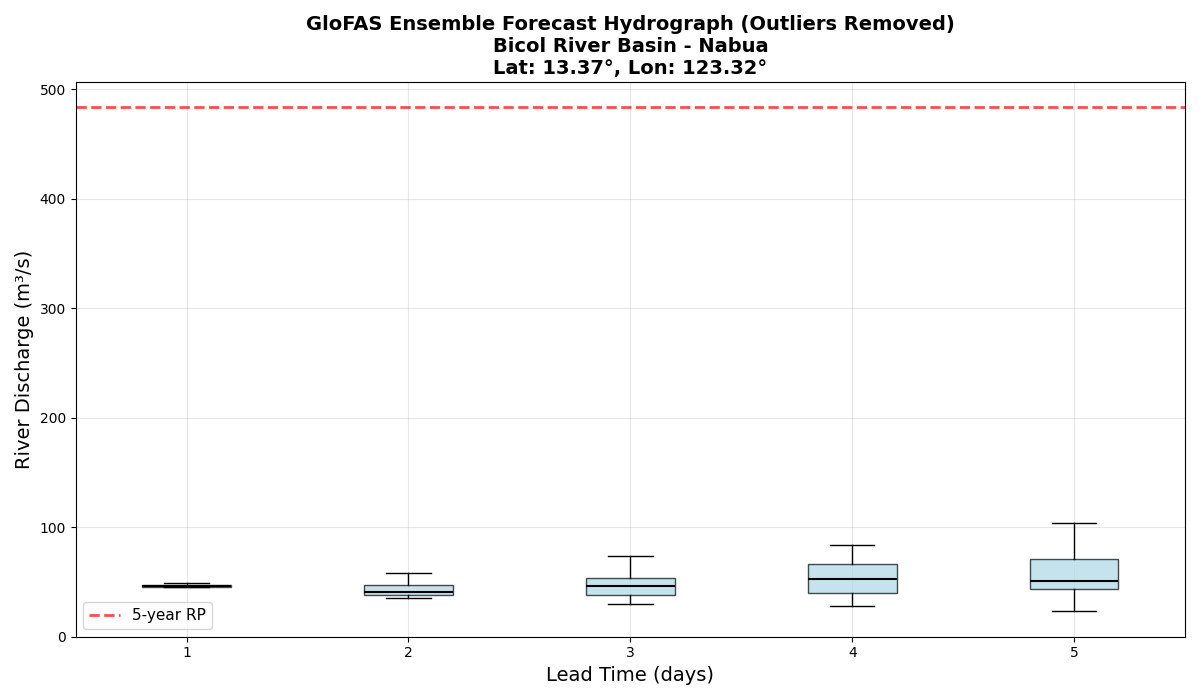 GloFAS Ensemble Forecast Hydrograph (Outliers Removed)
Bicol River Basin - Nabua
Lat: 13.37°, Lon: 123.32°
River Discharge (m³/s)
500
400
300
200
100
0
5-year RP
1
2
3
4
5
Lead Time (days)